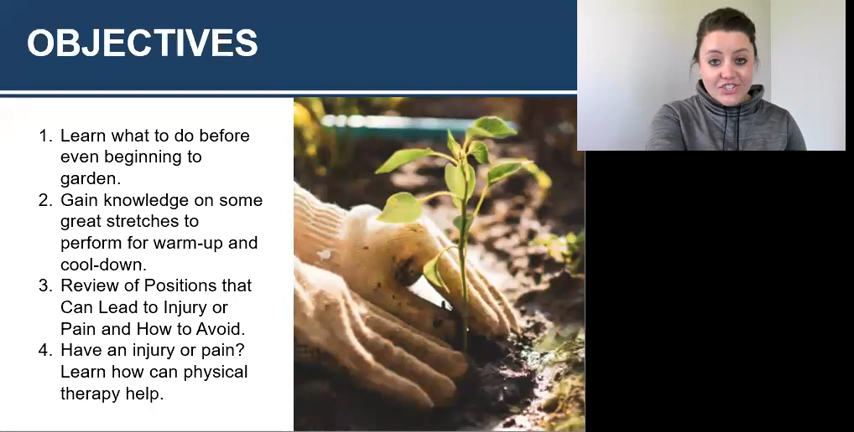 OBJECTIVES
1. Learn what to do before
even beginning to
garden.
2. Gain knowledge on some
great stretches to
perform for warm-up and
cool-down.
3. Review of Positions that
Can Lead to Injury or
Pain and How to Avoid.
4. Have an injury or pain?
Learn how can physical
therapy help.